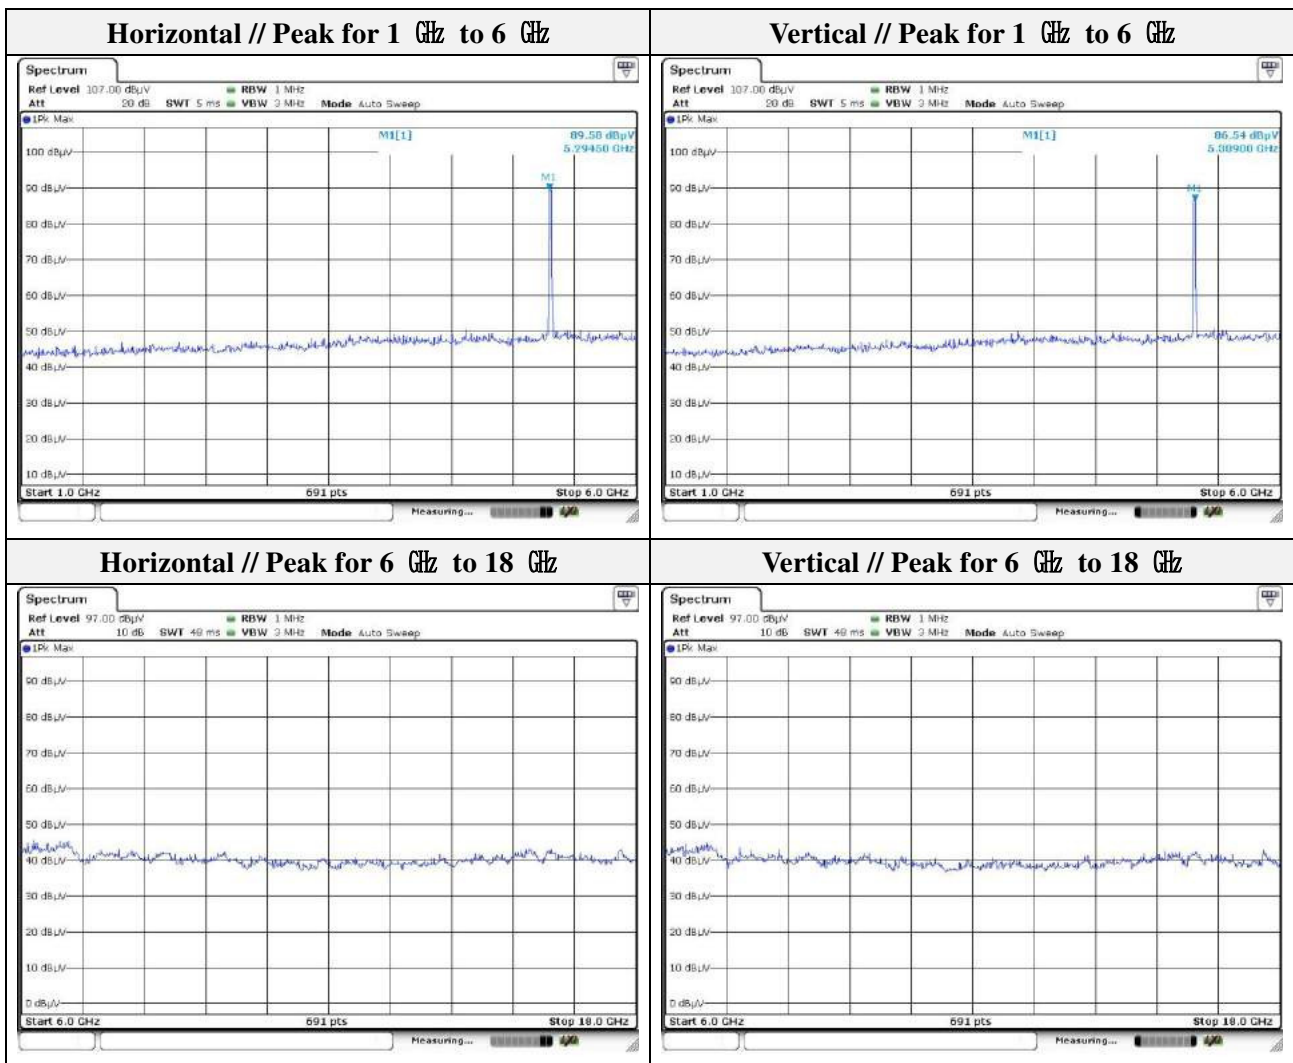 Horizontal // Peak for 1 ㎓ to 6 ㎓
Vertical // Peak for 1 ㎓ to 6 ㎓
Spectrum
Ref Level 107.00 dBµV RBW 1 MHz
Att 20 dB SWT 5 ms VBW 3 MHz Mode Auto Sweep
1Pk Max
M1[1] 89.58 dBµV
GHz
M1
100 dBµV
90 dBµV
80 dBµV
70 dBµV
60 dBµV
50 dBµV
40 dBµV
30 dBµV
20 dBµV
10 dBµV
Start 1.0 GHz 691 pts Stop 6.0 GHz
Measuring...
Spectrum
Ref Level 107.00 dBµV RBW 1 MHz
Att 20 dB SWT 5 ms VBW 3 MHz Mode Auto Sweep
1Pk Max
M1[1] 86.54 dBµV
GHz
M1
100 dBµV
90 dBµV
80 dBµV
70 dBµV
60 dBµV
50 dBµV
40 dBµV
30 dBµV
20 dBµV
10 dBµV
Start 1.0 GHz 691 pts Stop 6.0 GHz
Measuring...
Horizontal // Peak for 6 ㎓ to 18 ㎓
Vertical // Peak for 6 ㎓ to 18 ㎓
Spectrum
Ref Level 97.00 dBµV RBW 1 MHz
Att 10 dB SWT 48 ms VBW 3 MHz Mode Auto Sweep
1Pk Max
90 dBµV
80 dBµV
70 dBµV
60 dBµV
50 dBµV
40 dBµV
30 dBµV
20 dBµV
10 dBµV
0 dBµV
Start 6.0 GHz 691 pts Stop 18.0 GHz
Measuring...
Spectrum
Ref Level 97.00 dBµV RBW 1 MHz
Att 10 dB SWT 48 ms VBW 3 MHz Mode Auto Sweep
1Pk Max
90 dBµV
80 dBµV
70 dBµV
60 dBµV
50 dBµV
40 dBµV
30 dBµV
20 dBµV
10 dBµV
0 dBµV
Start 6.0 GHz 691 pts Stop 18.0 GHz
Measuring...